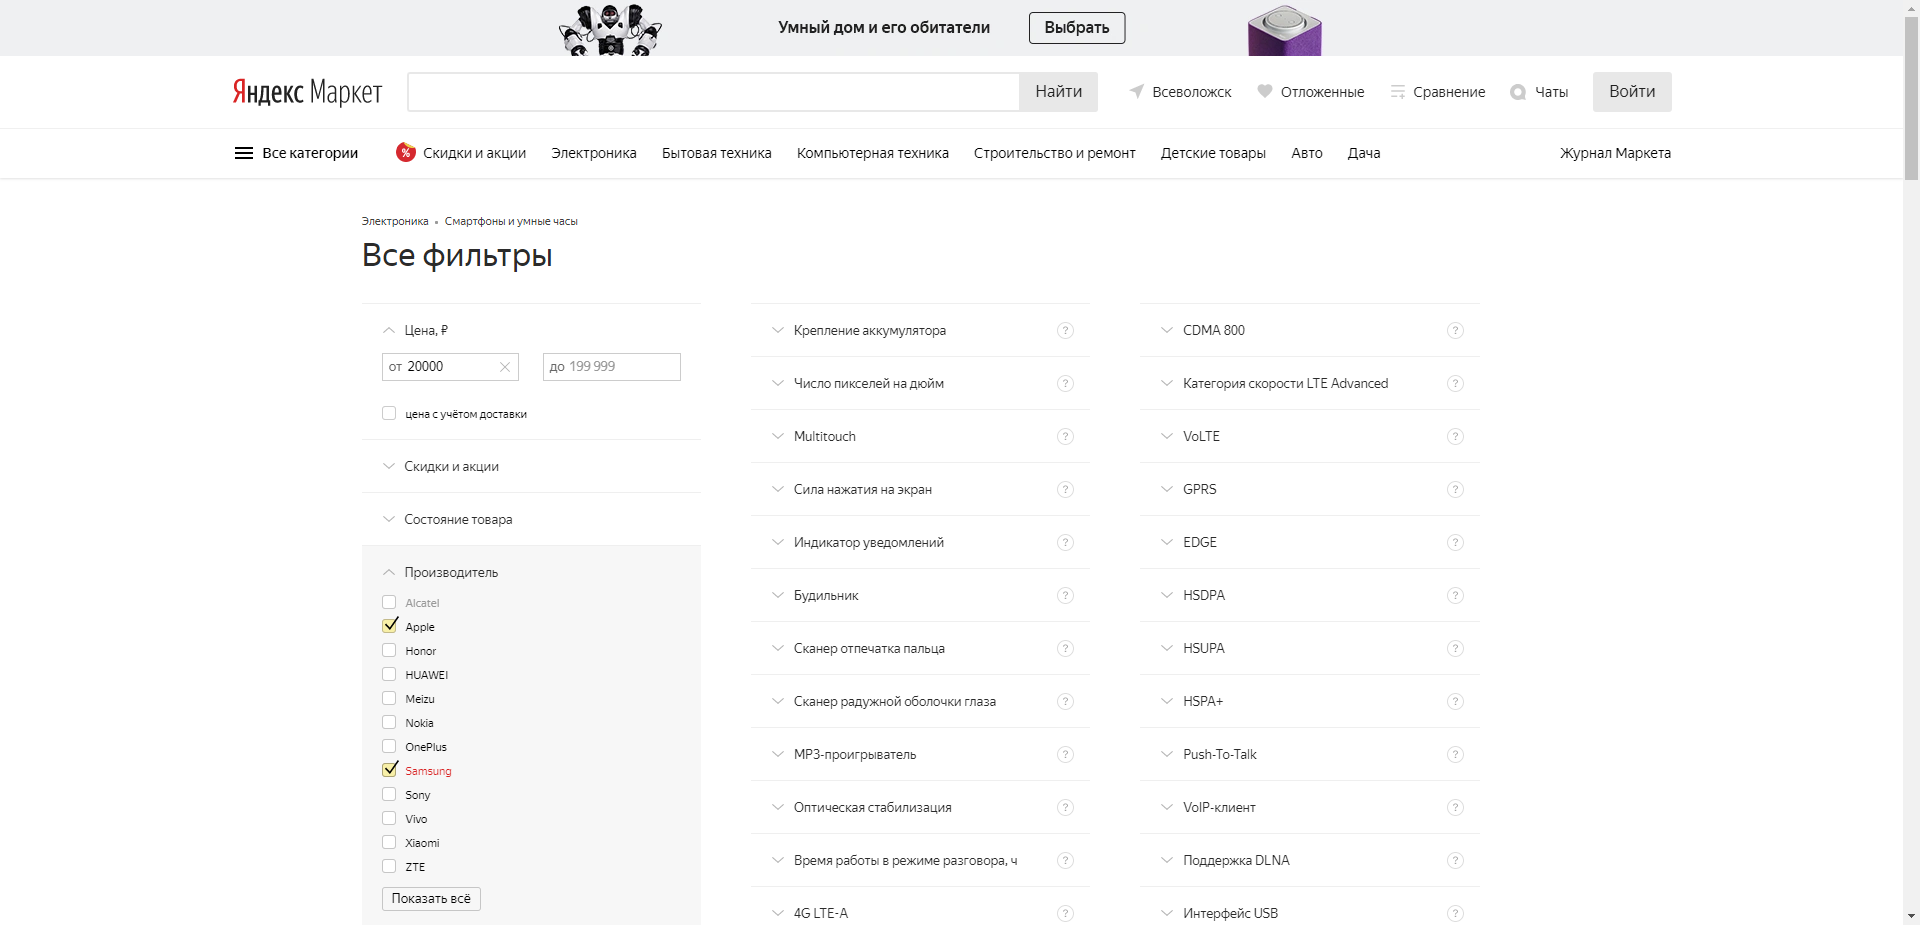 Умный дом и его обитатели
Выбрать
Яндекс Маркет
Найти
Всеволожск
Отложенные
Сравнение
Чаты
Войти
Все категории
%
Скидки и акции
Электроника
Бытовая техника
Компьютерная техника
Строительство и ремонт
Детские товары
Авто
Дача
Журнал Маркета
Электроника • Смартфоны и умные часы
Все фильтры
Цена, ₽
от 20000
до 199 999
цена с учётом доставки
Скидки и акции
Состояние товара
Производитель
Alcatel
Apple
Honor
HUAWEI
Meizu
Nokia
OnePlus
Samsung
Sony
Vivo
Xiaomi
ZTE
Показать всё
Крепление аккумулятора ?
Число пикселей на дюйм ?
Multitouch ?
Сила нажатия на экран ?
Индикатор уведомлений ?
Будильник ?
Сканер отпечатка пальца ?
Сканер радужной оболочки глаза ?
MP3-проигрыватель ?
Оптическая стабилизация ?
Время работы в режиме разговора, ч ?
4G LTE-A ?
CDMA 800 ?
Категория скорости LTE Advanced ?
VoLTE ?
GPRS ?
EDGE ?
HSDPA ?
HSUPA ?
HSPA+ ?
Push-To-Talk ?
VoIP-клиент ?
Поддержка DLNA ?
Интерфейс USB ?